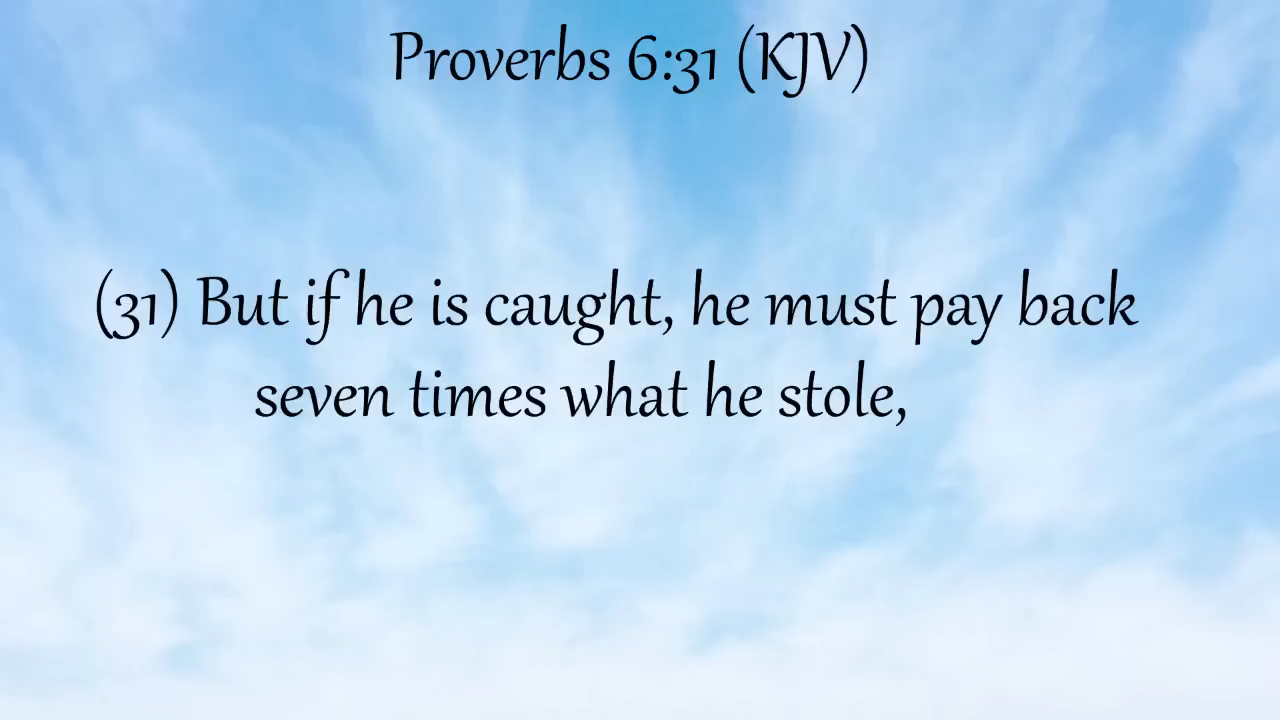 Proverbs 6:31 (KJV)
(31) But if he is caught, he must pay back
seven times what he stole,